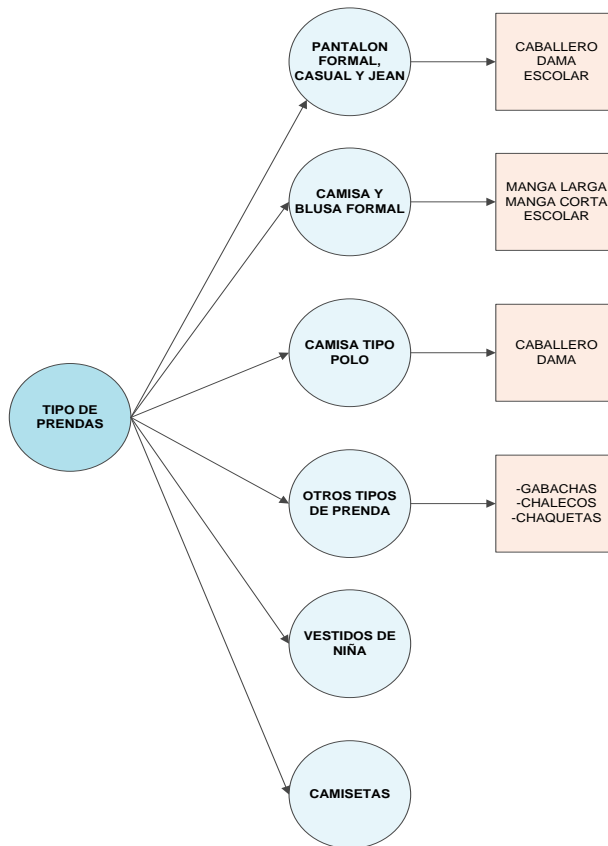 PANTALON
FORMAL,
CASUAL Y JEAN
CABALLERO
DAMA
ESCOLAR
CAMISA Y
BLUSA FORMAL
MANGA LARGA
MANGA CORTA
ESCOLAR
CAMISA TIPO
POLO
CABALLERO
DAMA
TIPO DE
PRENDAS
OTROS TIPOS
DE PRENDA
-GABACHAS
-CHALECOS
-CHAQUETAS
VESTIDOS DE
NIÑA
CAMISETAS